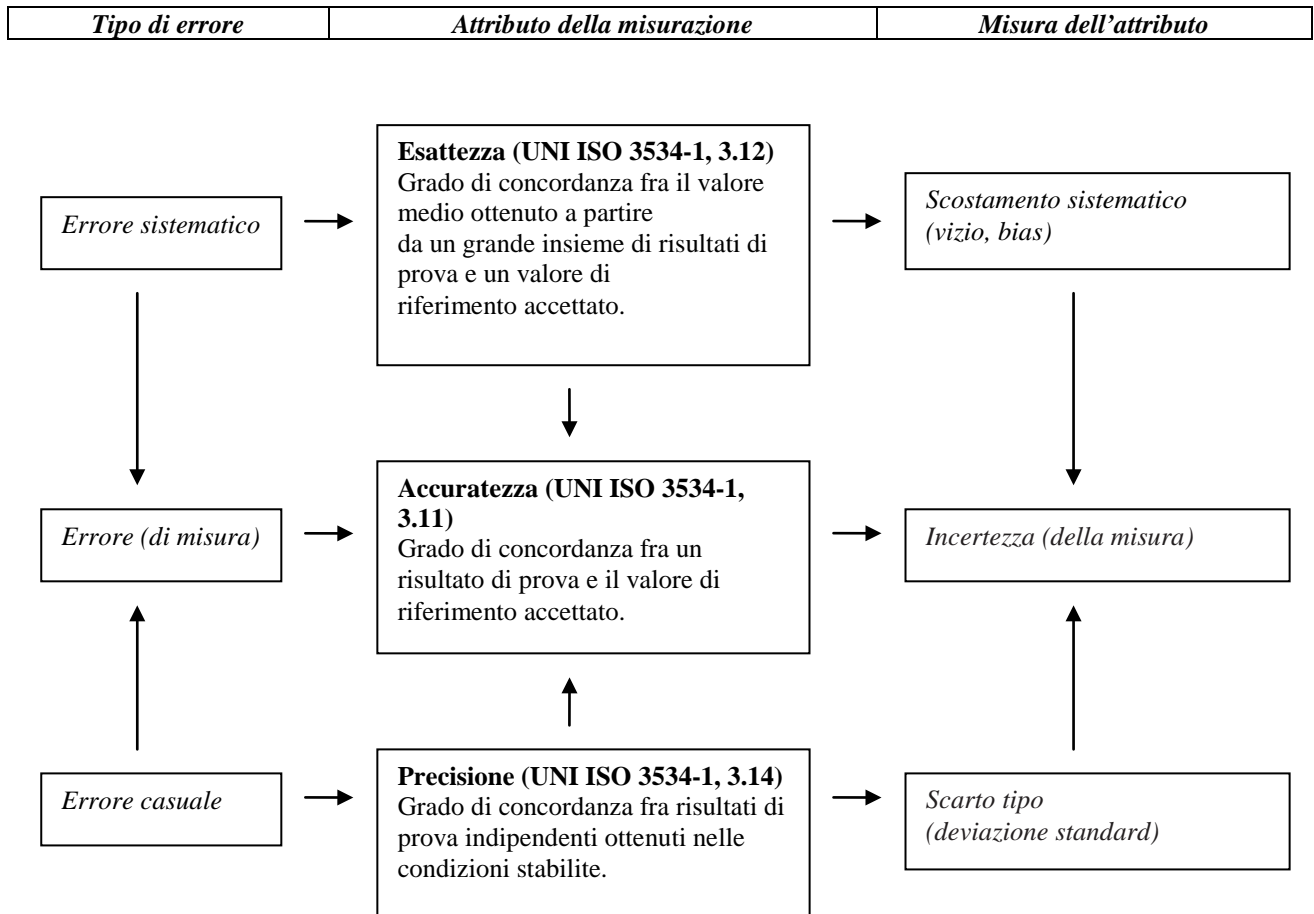 Tipo di errore Attributo della misurazione Misura dell'attributo
Esattezza (UNI ISO 3534-1, 3.12)
Grado di concordanza fra il valore
medio ottenuto a partire
da un grande insieme di risultati di
prova e un valore di
riferimento accettato.
Errore sistematico
Scostamento sistematico
(vizio, bias)
Accuratezza (UNI ISO 3534-1,
3.11)
Grado di concordanza fra un
risultato di prova e il valore di
riferimento accettato.
Errore (di misura)
Incertezza (della misura)
Precisione (UNI ISO 3534-1, 3.14)
Grado di concordanza fra risultati di
prova indipendenti ottenuti nelle
condizioni stabilite.
Errore casuale
Scarto tipo
(deviazione standard)